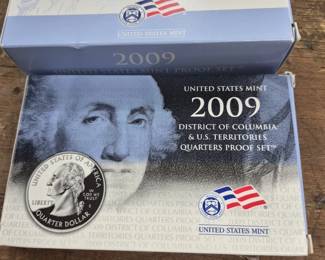 UNITED STATES MINT
2009
UNITED STATES MINT
2009
DISTRICT OF COLUMBIA
& U.S. TERRITORIES
QUARTERS PROOF SET™
UNITED STATES OF AMERICA
LIBERTY
IN
GOD WE
TRUST
S
QUARTER DOLLAR
UNITED STATES MINT